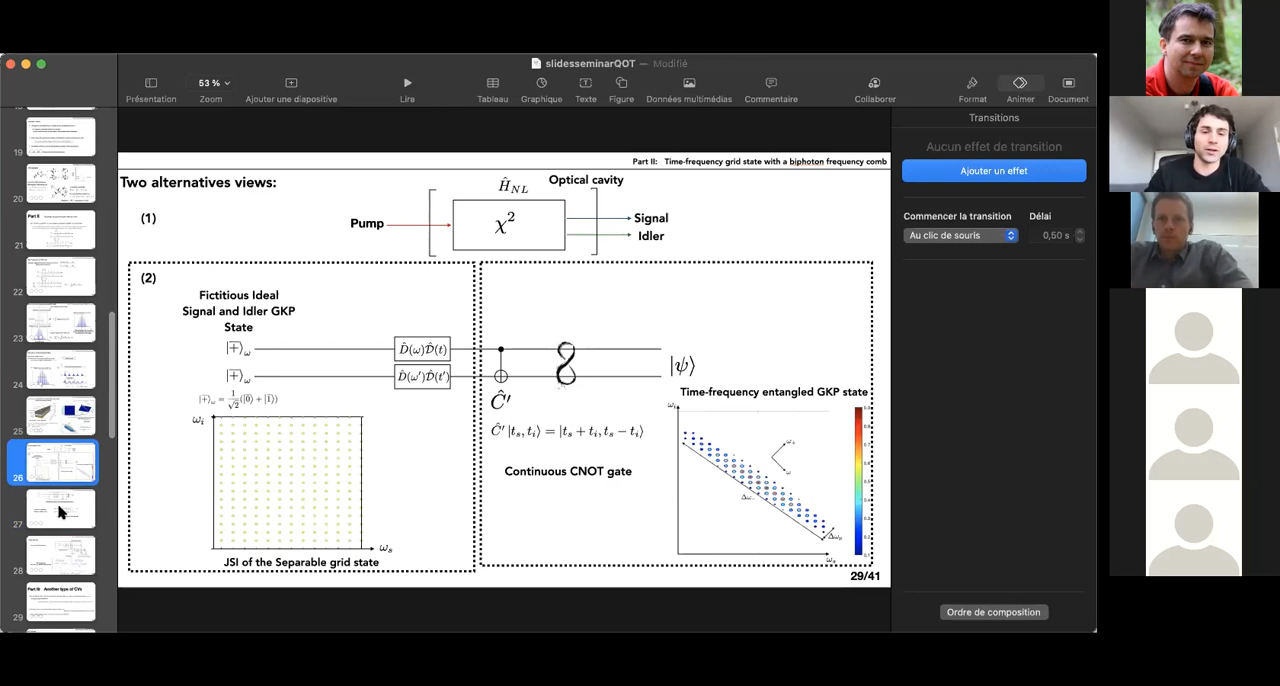 slidesseminarQOT — Modifié
53 %
Présentation Zoom Ajouter une diapositive Lire Tableau Graphique Texte Figure Données multimédias Commentaire Collaborer Format Animer Document
Transitions
Aucun effet de transition
Ajouter un effet
Commencer la transition Délai
Au clic de souris 0,50 s
Ordre de composition
19
20
21
22
23
24
25
26
27
28
29
Part II: Time-frequency grid state with a biphoton frequency comb
Two alternatives views:
(1)
Ĥ_NL Optical cavity
Pump χ² Signal
Idler
(2)
Fictitious Ideal
Signal and Idler GKP
State
|+̄⟩_ω D̂(ω)D̂(t)
|+̄⟩_ω D̂(ω')D̂(t')
|ψ⟩
|+̄⟩_ω = 1/√2(|0̄⟩ + |1̄⟩)
Ĉ'
Ĉ'|t_s, t_i⟩ = |t_s + t_i, t_s − t_i⟩
Continuous CNOT gate
Time-frequency entangled GKP state
ω_i
ω_s
JSI of the Separable grid state
29/41